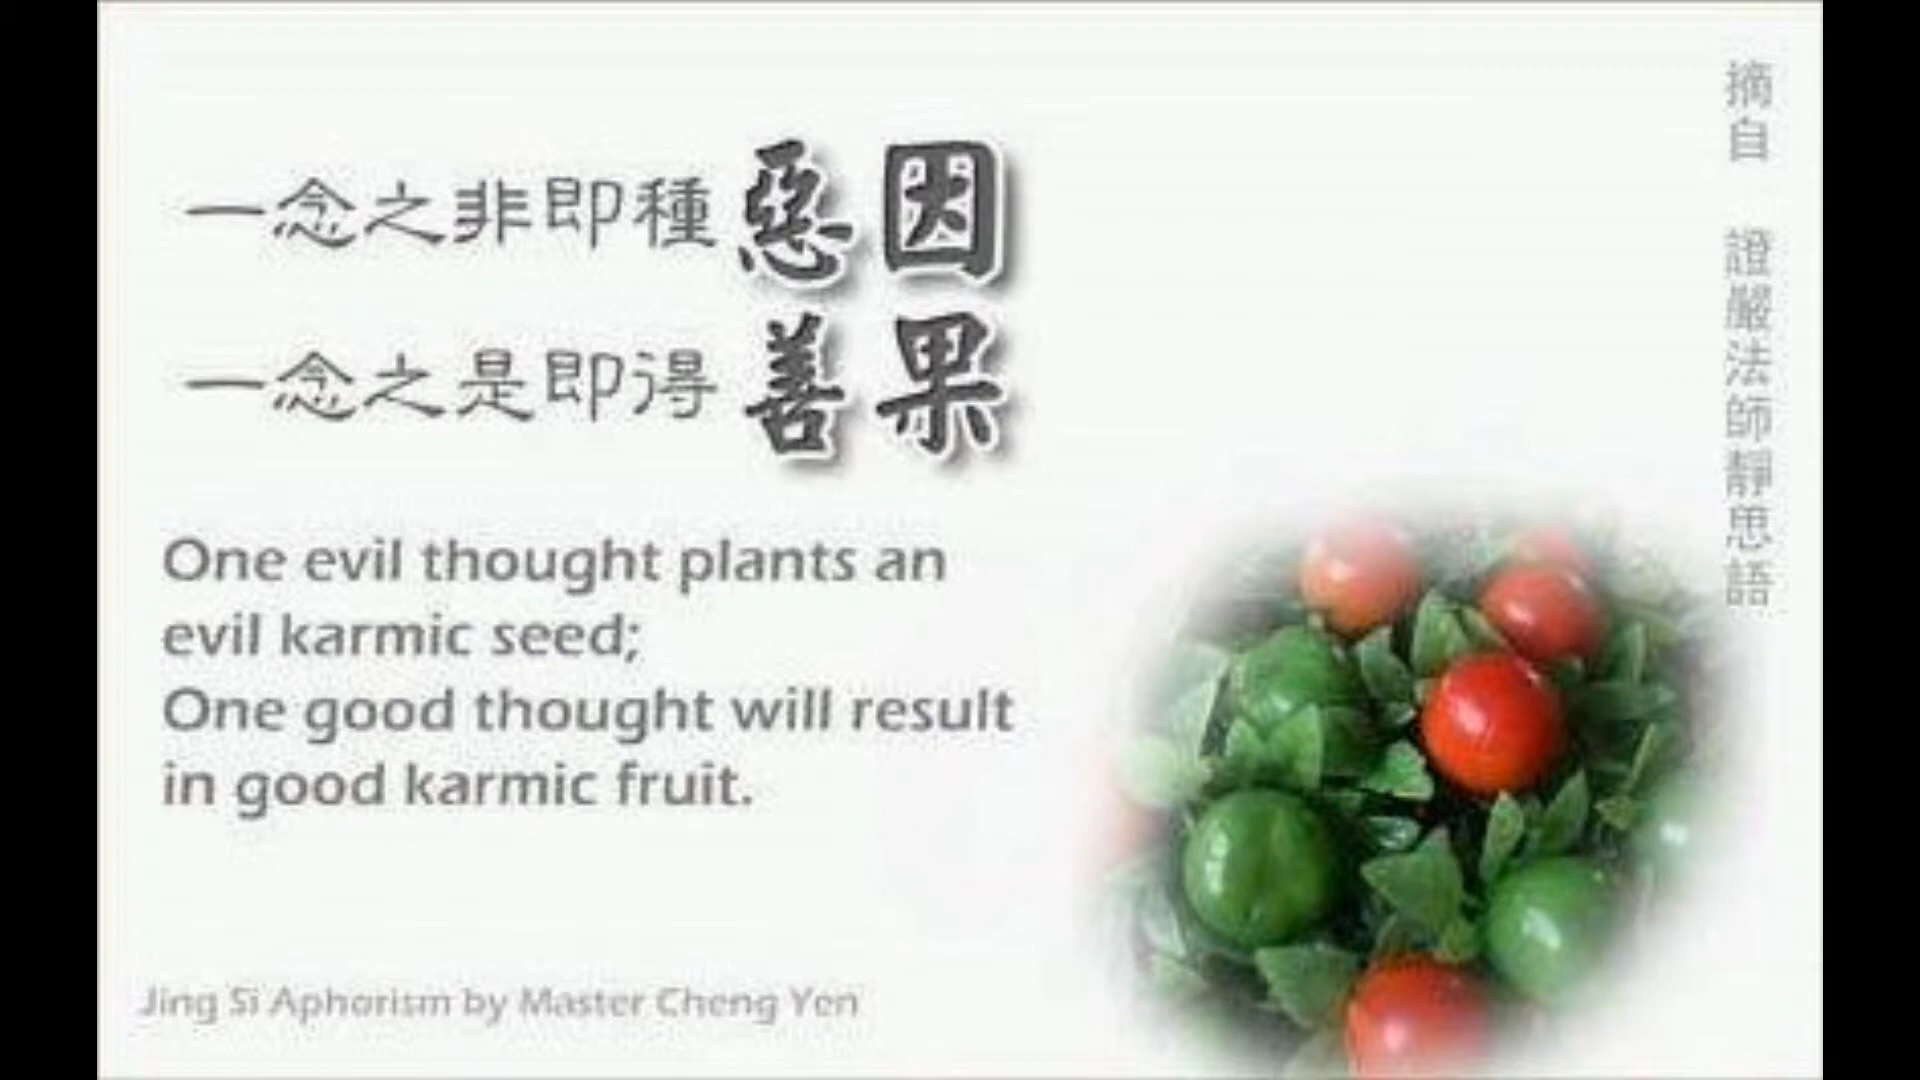 一念之非即種惡因
一念之是即得善果
One evil thought plants an
evil karmic seed;
One good thought will result
in good karmic fruit.
Jing Si Aphorism by Master Cheng Yen
摘自 證嚴法師靜思語